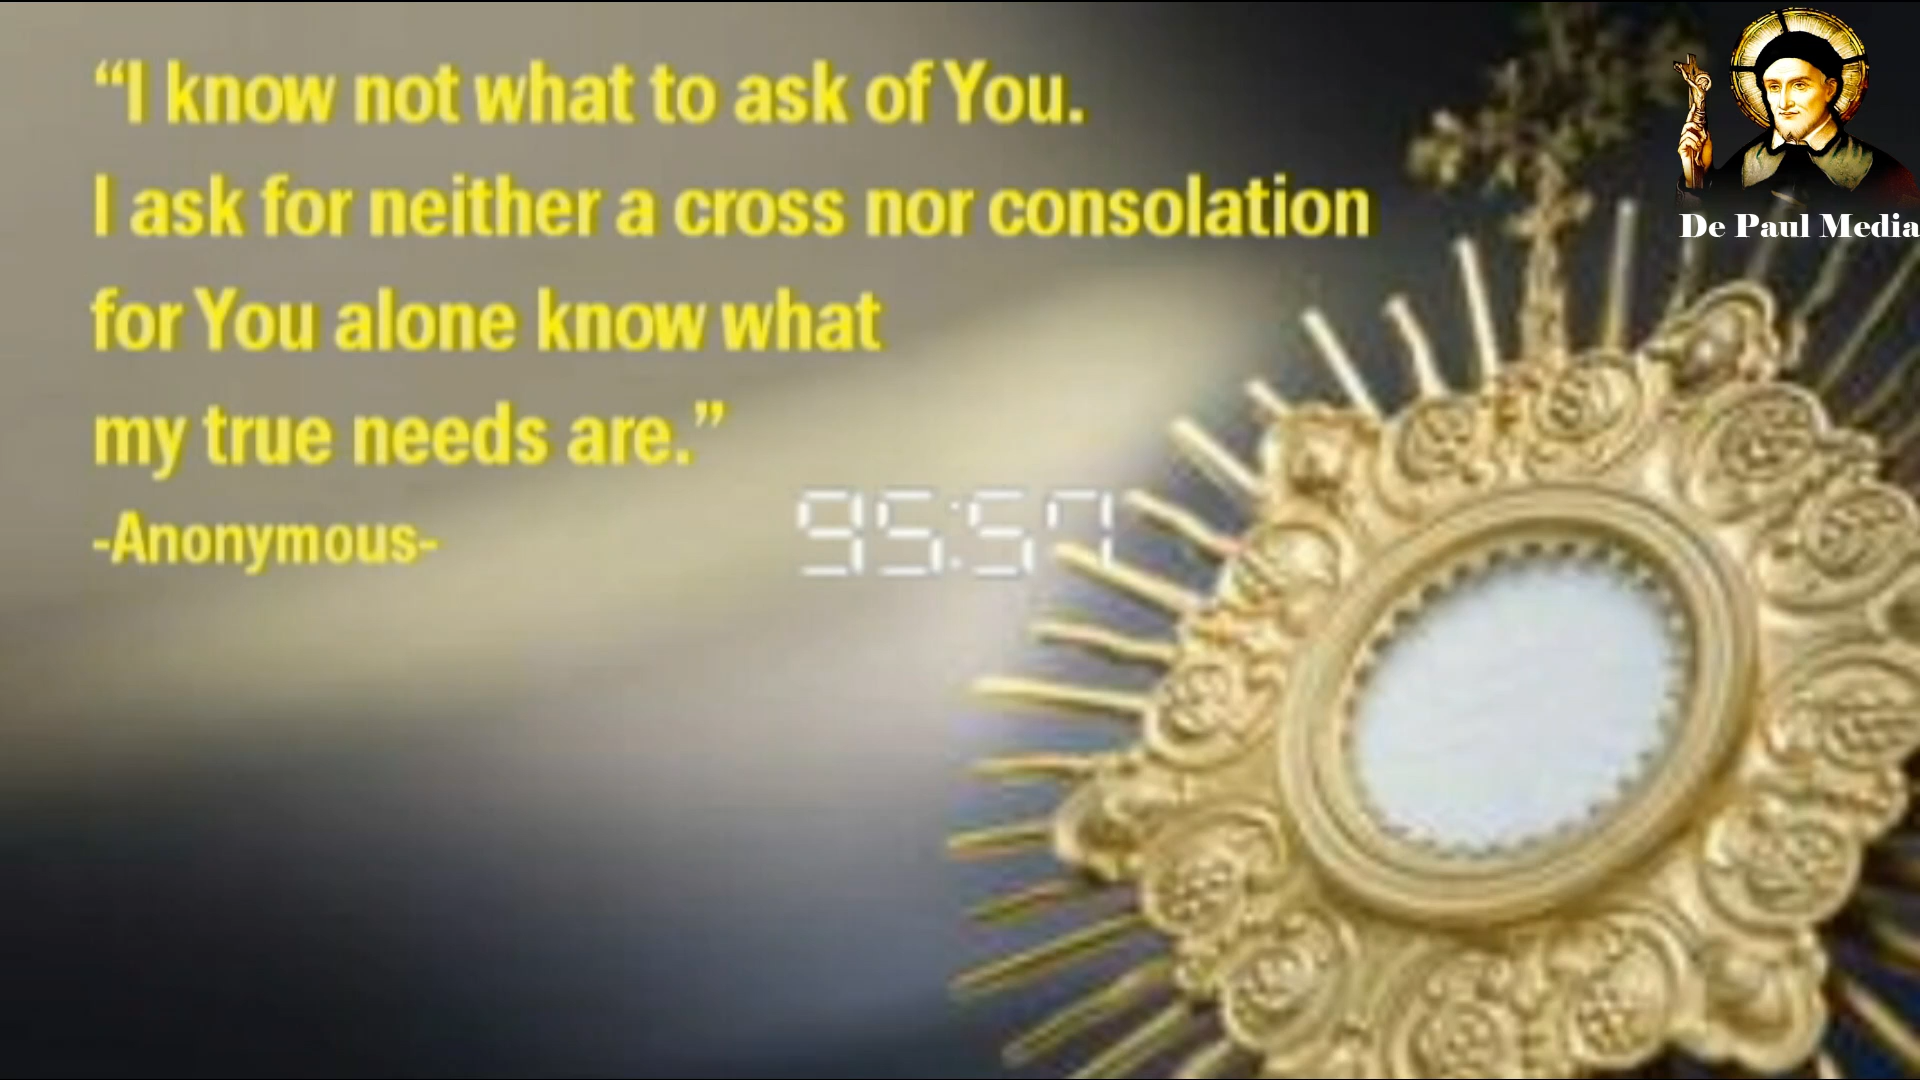 “I know not what to ask of You.
I ask for neither a cross nor consolation
for You alone know what
my true needs are.”
-Anonymous-
95:57
De Paul Media